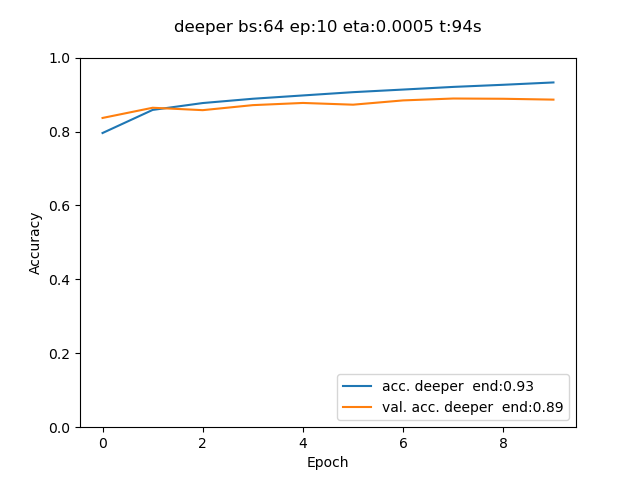 deeper bs:64 ep:10 eta:0.0005 t:94s
1.0
0.8
0.6
0.4
0.2
0.0
Accuracy
acc. deeper end:0.93
val. acc. deeper end:0.89
0 2 4 6 8
Epoch